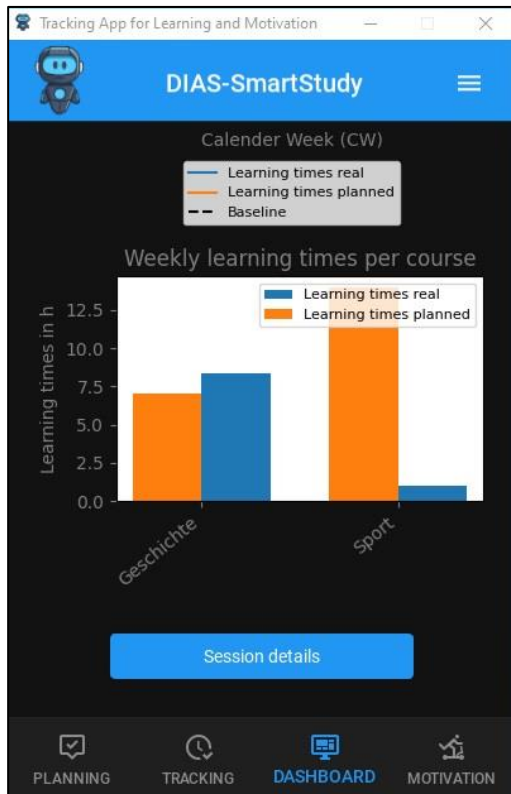 Tracking App for Learning and Motivation
DIAS-SmartStudy
Calender Week (CW)
Learning times real
Learning times planned
Baseline
Weekly learning times per course
Learning times in h
12.5
10.0
7.5
5.0
2.5
0.0
Learning times real
Learning times planned
Geschichte
Sport
Session details
PLANNING TRACKING DASHBOARD MOTIVATION